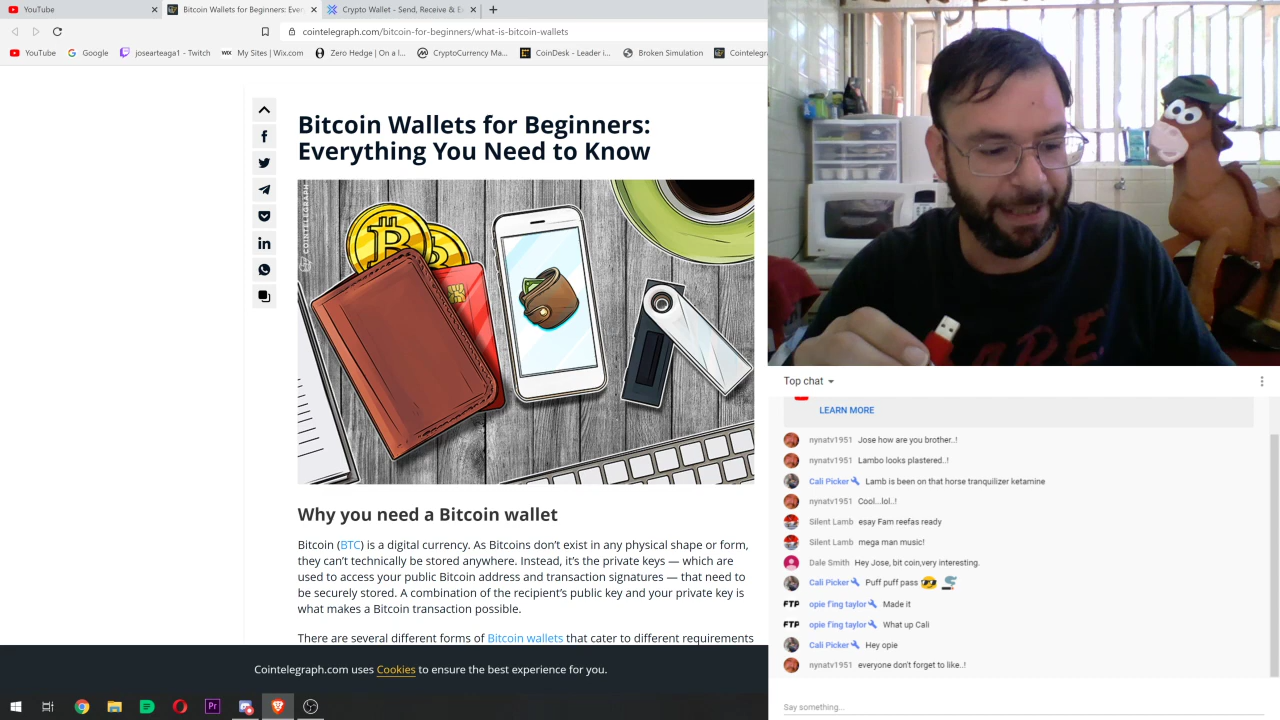 YouTube
Bitcoin Wallets for Beginners: Ever
Crypto Wallet - Send, Receive & Ex
cointelegraph.com/bitcoin-for-beginners/what-is-bitcoin-wallets
YouTube
Google
josearteaga1 - Twitch
WIX
My Sites | Wix.com
Zero Hedge | On a l...
CryptoCurrency Ma...
CoinDesk - Leader i...
Broken Simulation
Cointelegra
Bitcoin Wallets for Beginners:
Everything You Need to Know
COINTELEGRAPH
Why you need a Bitcoin wallet
Bitcoin (BTC) is a digital currency. As Bitcoins don't exist in any physical shape or form,
they can't technically be stored anywhere. Instead, it's the private keys — which are
used to access your public Bitcoin address and transaction signatures — that need to
be securely stored. A combination of the recipient's public key and your private key is
what makes a Bitcoin transaction possible.
There are several different forms of Bitcoin wallets that cater to different requirements
Cointelegraph.com uses Cookies to ensure the best experience for you.
Pr
Top chat
LEARN MORE
nynatv1951 Jose how are you brother..!
nynatv1951 Lambo looks plastered..!
Cali Picker Lamb is been on that horse tranquilizer ketamine
nynatv1951 Cool...lol..!
Silent Lamb esay Fam reefas ready
Silent Lamb mega man music!
Dale Smith Hey Jose, bit coin,very interesting.
Cali Picker Puff puff pass
FTP opie f'ing taylor Made it
FTP opie f'ing taylor What up Cali
Cali Picker Hey opie
nynatv1951 everyone don't forget to like..!
Say something...